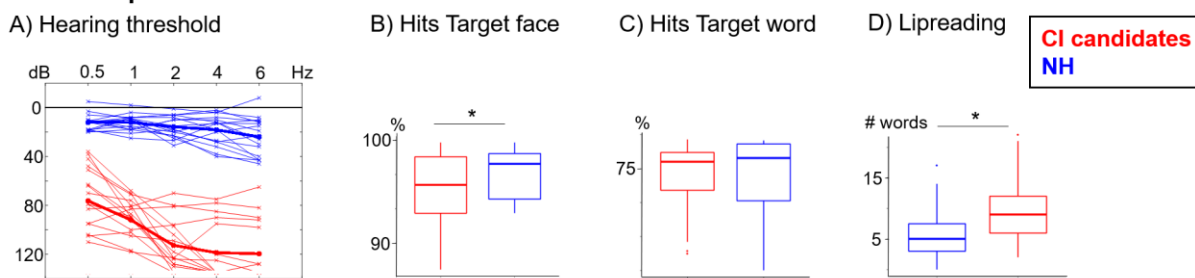 A) Hearing threshold
B) Hits Target face
C) Hits Target word
D) Lipreading
CI candidates
NH
dB 0.5 1 2 4 6 Hz
0
40
80
120
%
100
90
*
%
75
# words
15
5
*